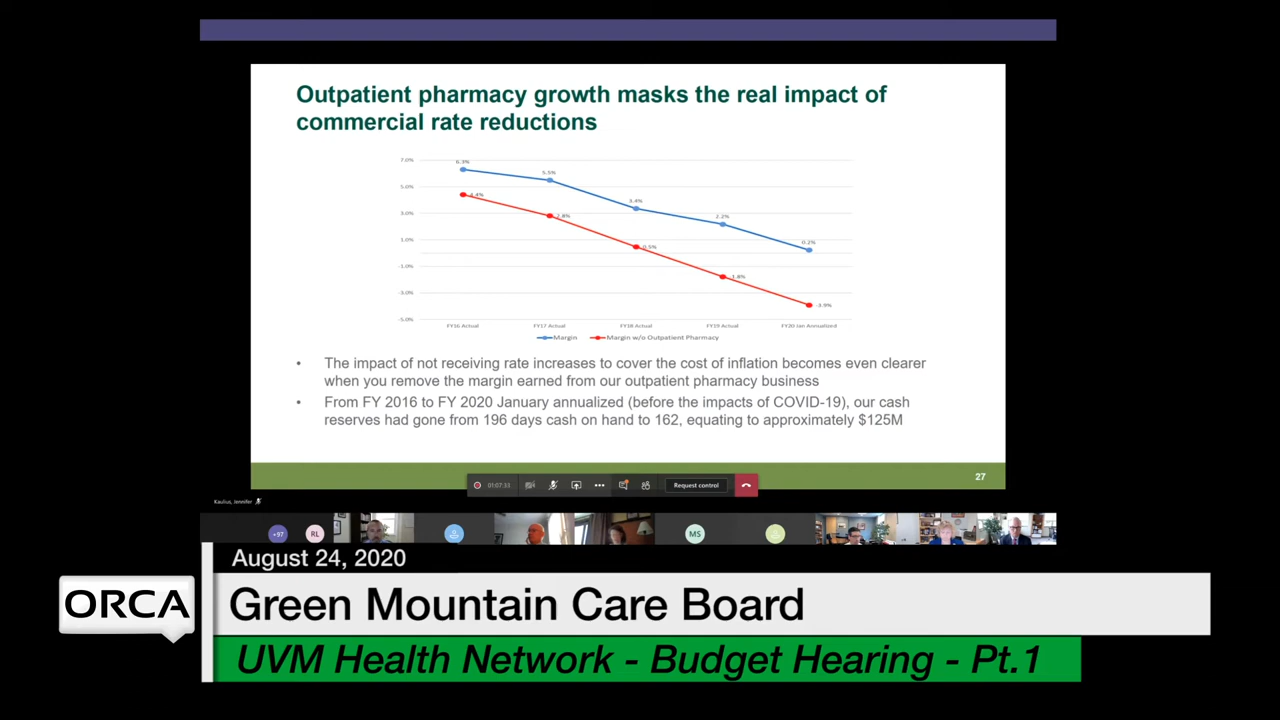 Outpatient pharmacy growth masks the real impact of
commercial rate reductions
7.0%
5.0%
3.0%
1.0%
-1.0%
-3.0%
-5.0%
6.3%
5.5%
3.4%
2.2%
0.2%
4.4%
2.8%
0.5%
-1.8%
-3.9%
FY16 Actual
FY17 Actual
FY18 Actual
FY19 Actual
FY20 Jan Annualized
Margin
Margin w/o Outpatient Pharmacy
• The impact of not receiving rate increases to cover the cost of inflation becomes even clearer
when you remove the margin earned from our outpatient pharmacy business
• From FY 2016 to FY 2020 January annualized (before the impacts of COVID-19), our cash
reserves had gone from 196 days cash on hand to 162, equating to approximately $125M
27
01:07:33
Request control
Kaulius, Jennifer
+97
RL
MS
August 24, 2020
ORCA
Green Mountain Care Board
UVM Health Network - Budget Hearing - Pt.1